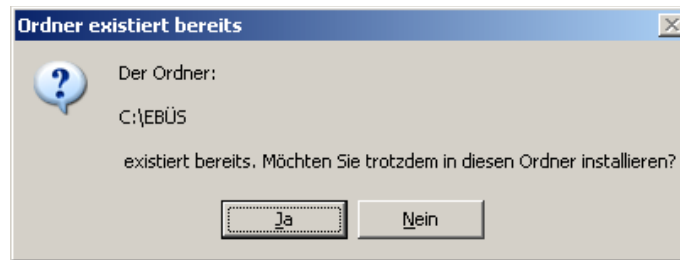 Ordner existiert bereits
Der Ordner:
C:\EBÜS
existiert bereits. Möchten Sie trotzdem in diesen Ordner installieren?
Ja Nein